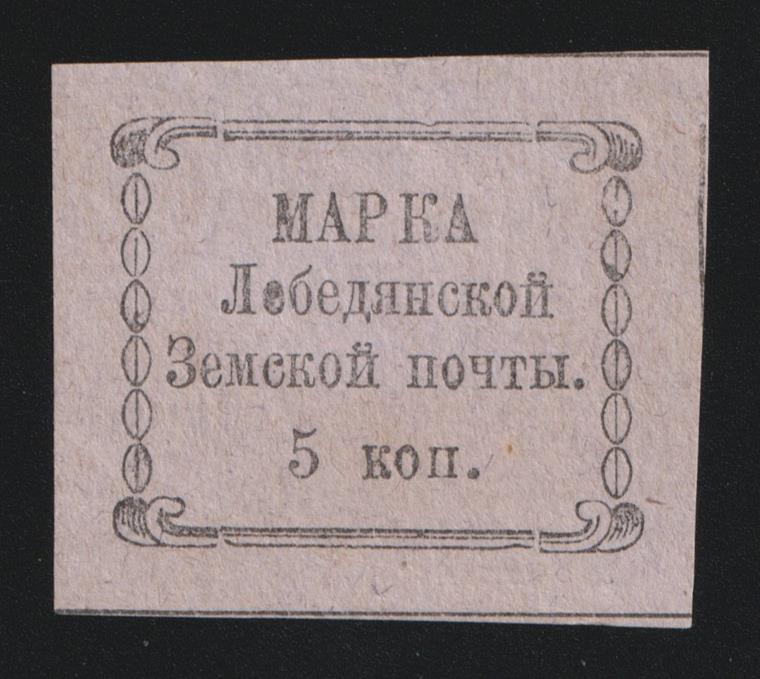 МАРКА
Лебедянской
Земской почты.
5 коп.